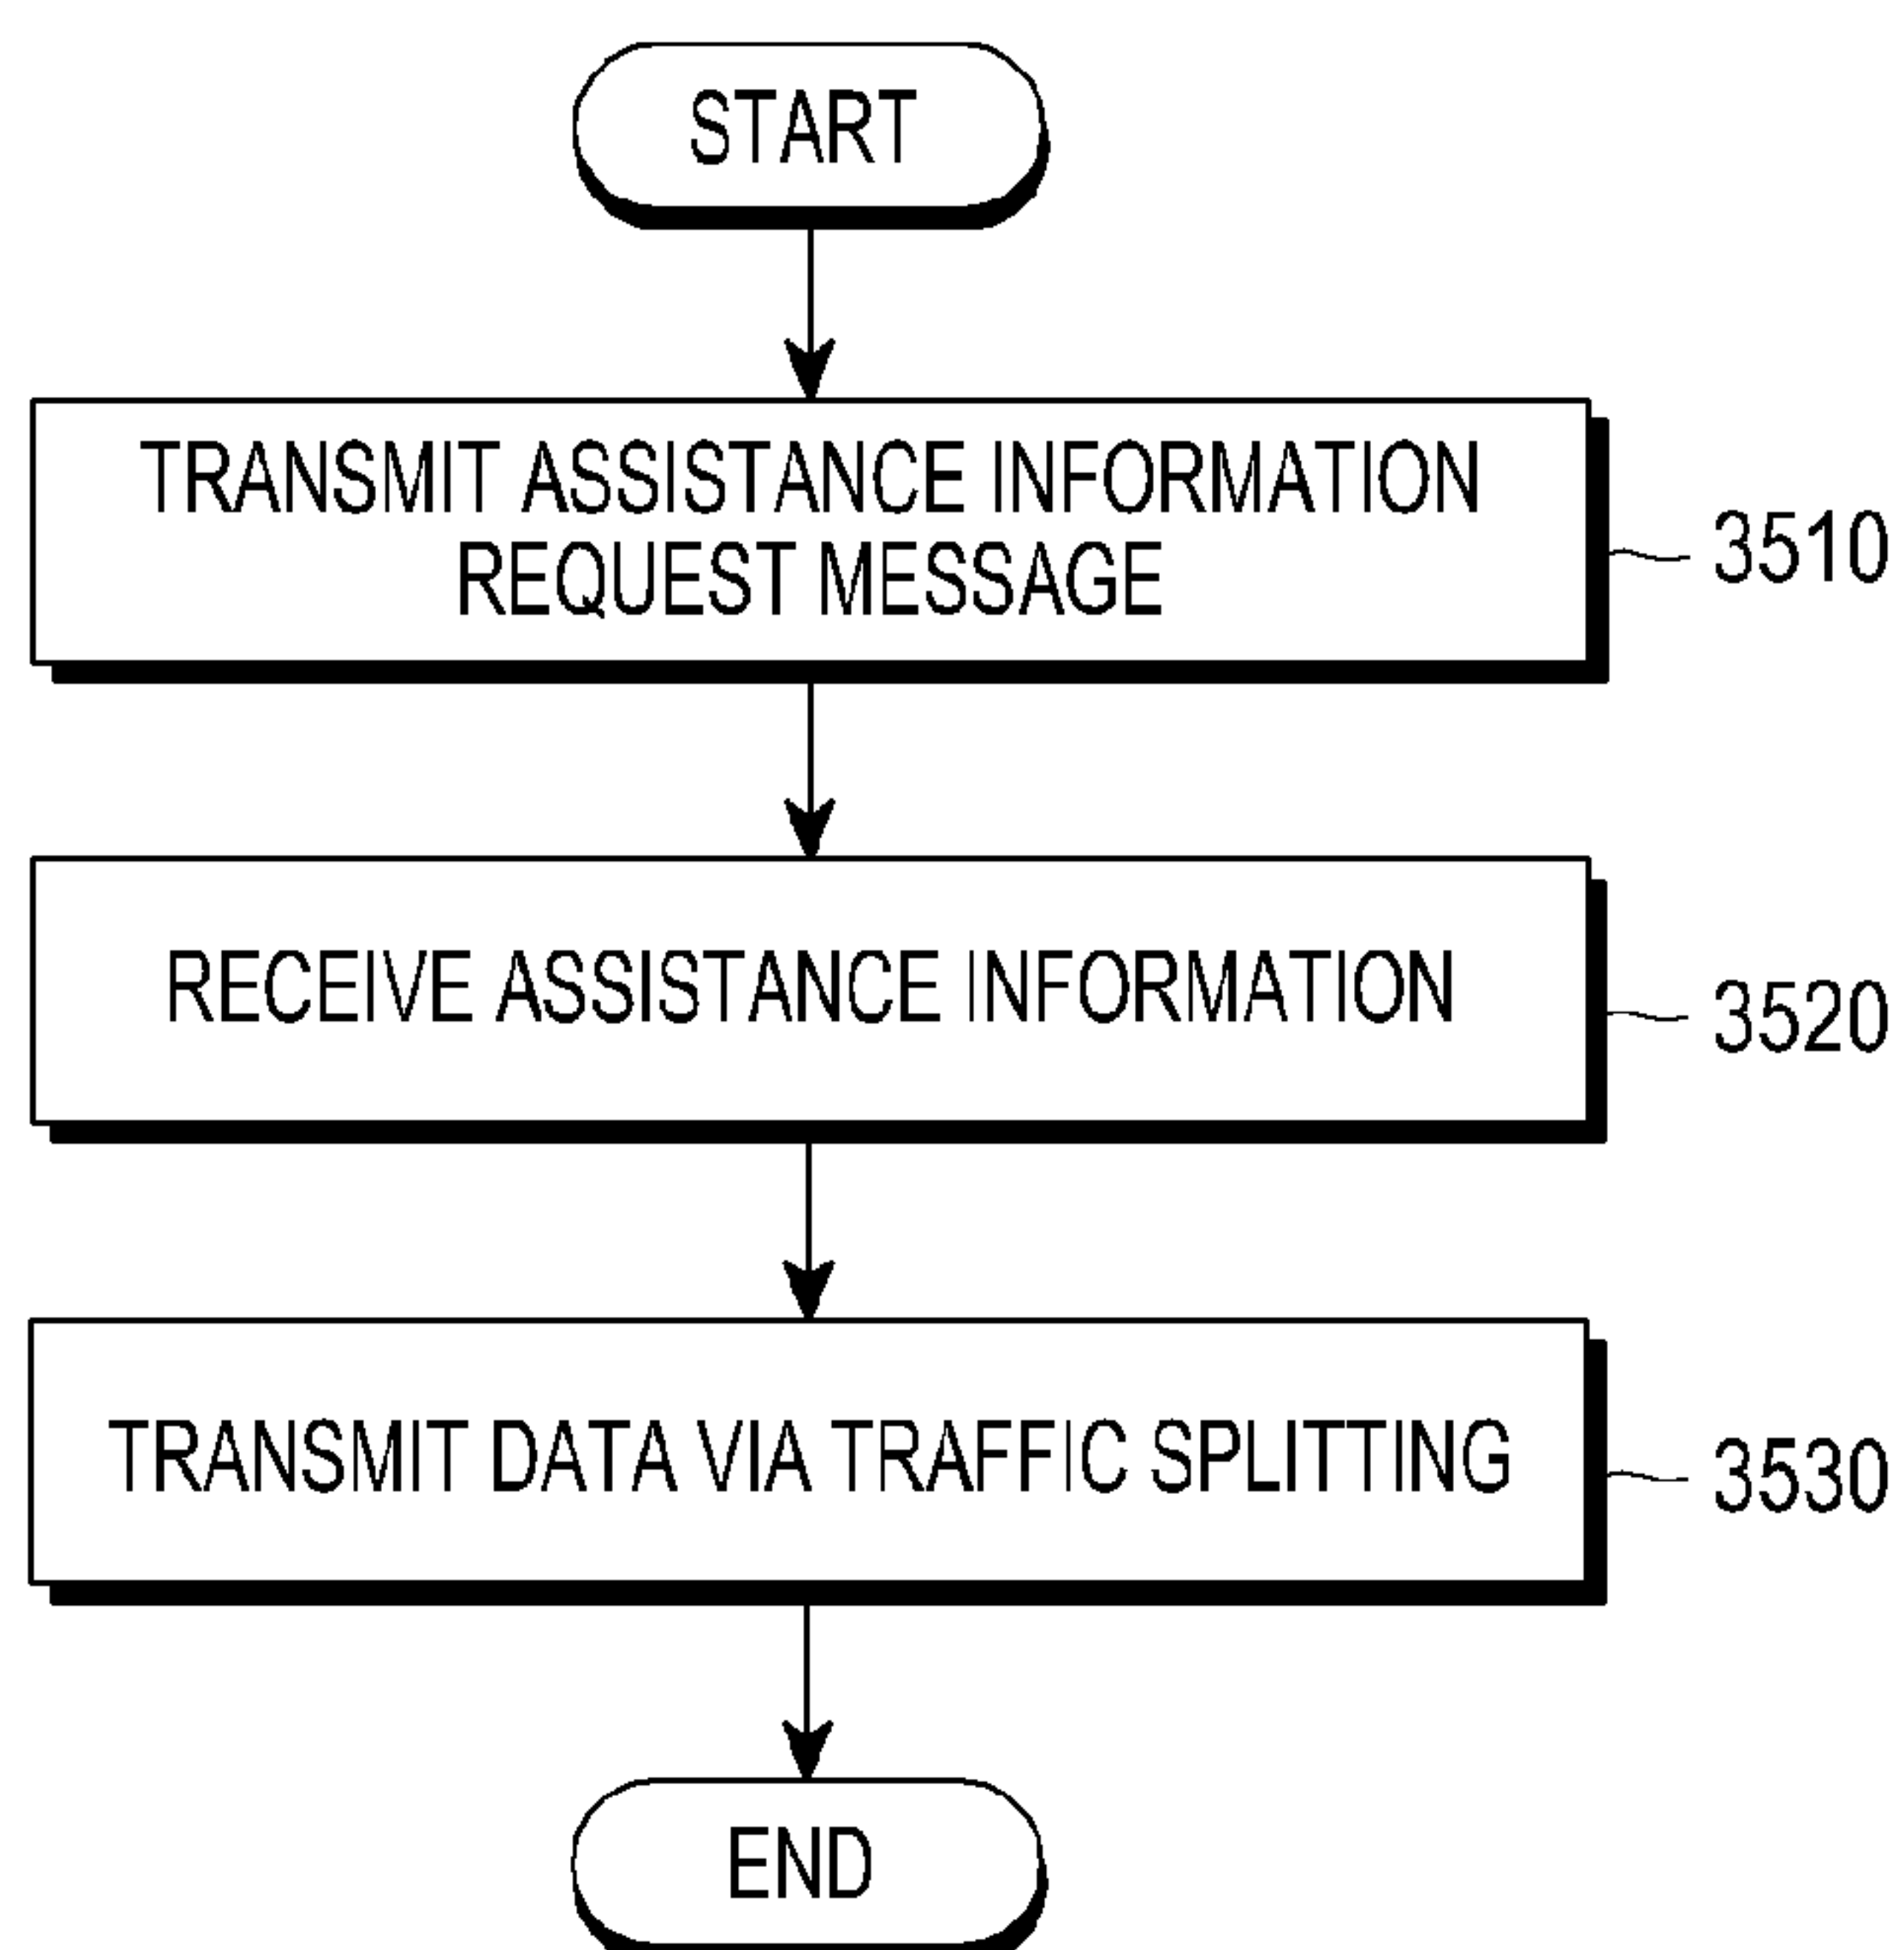 START
TRANSMIT ASSISTANCE INFORMATION
REQUEST MESSAGE
3510
RECEIVE ASSISTANCE INFORMATION
3520
TRANSMIT DATA VIA TRAFFIC SPLITTING
3530
END